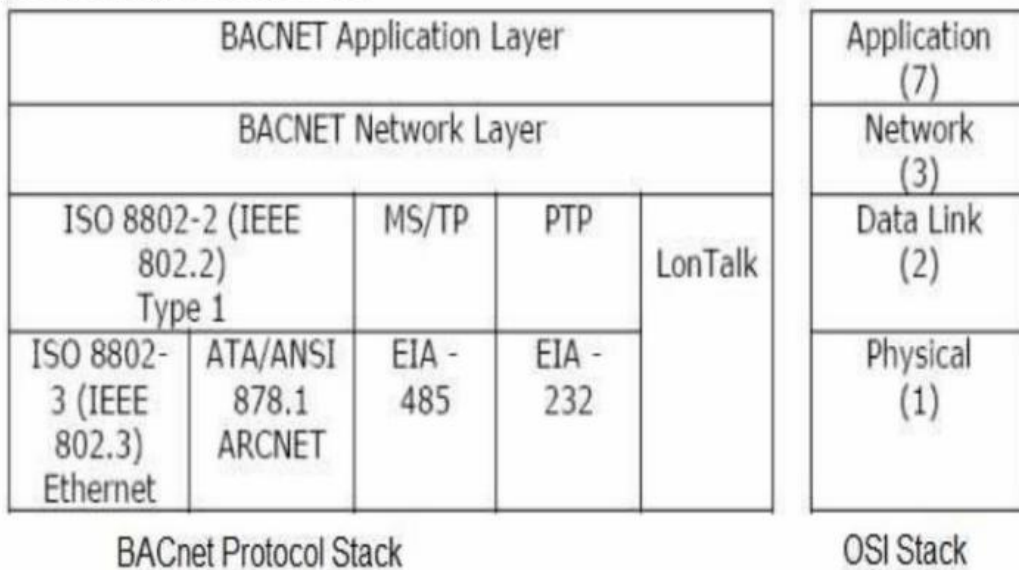 BACNET Application Layer
Application
(7)
BACNET Network Layer
Network
(3)
ISO 8802-2 (IEEE
802.2)
Type 1
MS/TP
PTP
LonTalk
Data Link
(2)
ISO 8802-
3 (IEEE
802.3)
Ethernet
ATA/ANSI
878.1
ARCNET
EIA -
485
EIA -
232
Physical
(1)
BACnet Protocol Stack
OSI Stack